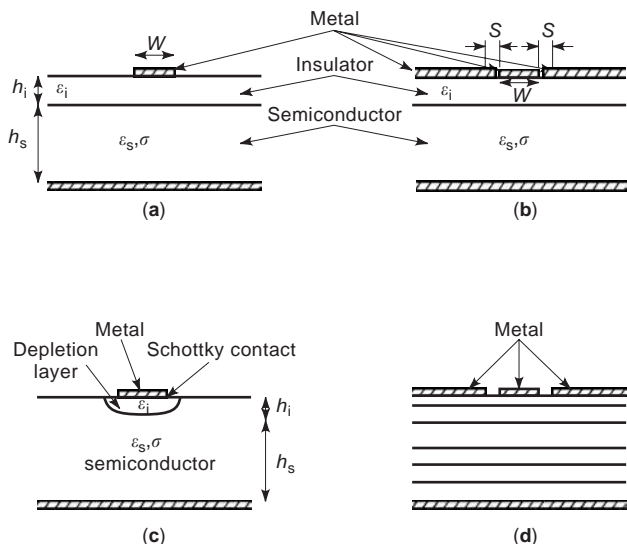 Metal
S
S
W
Insulator
h_i
ε_i
ε_i
W
Semiconductor
h_s
ε_s,σ
ε_s,σ
(a)
(b)
Metal
Metal
Depletion layer
Schottky contact
ε_i
h_i
ε_s,σ
semiconductor
h_s
(c)
(d)